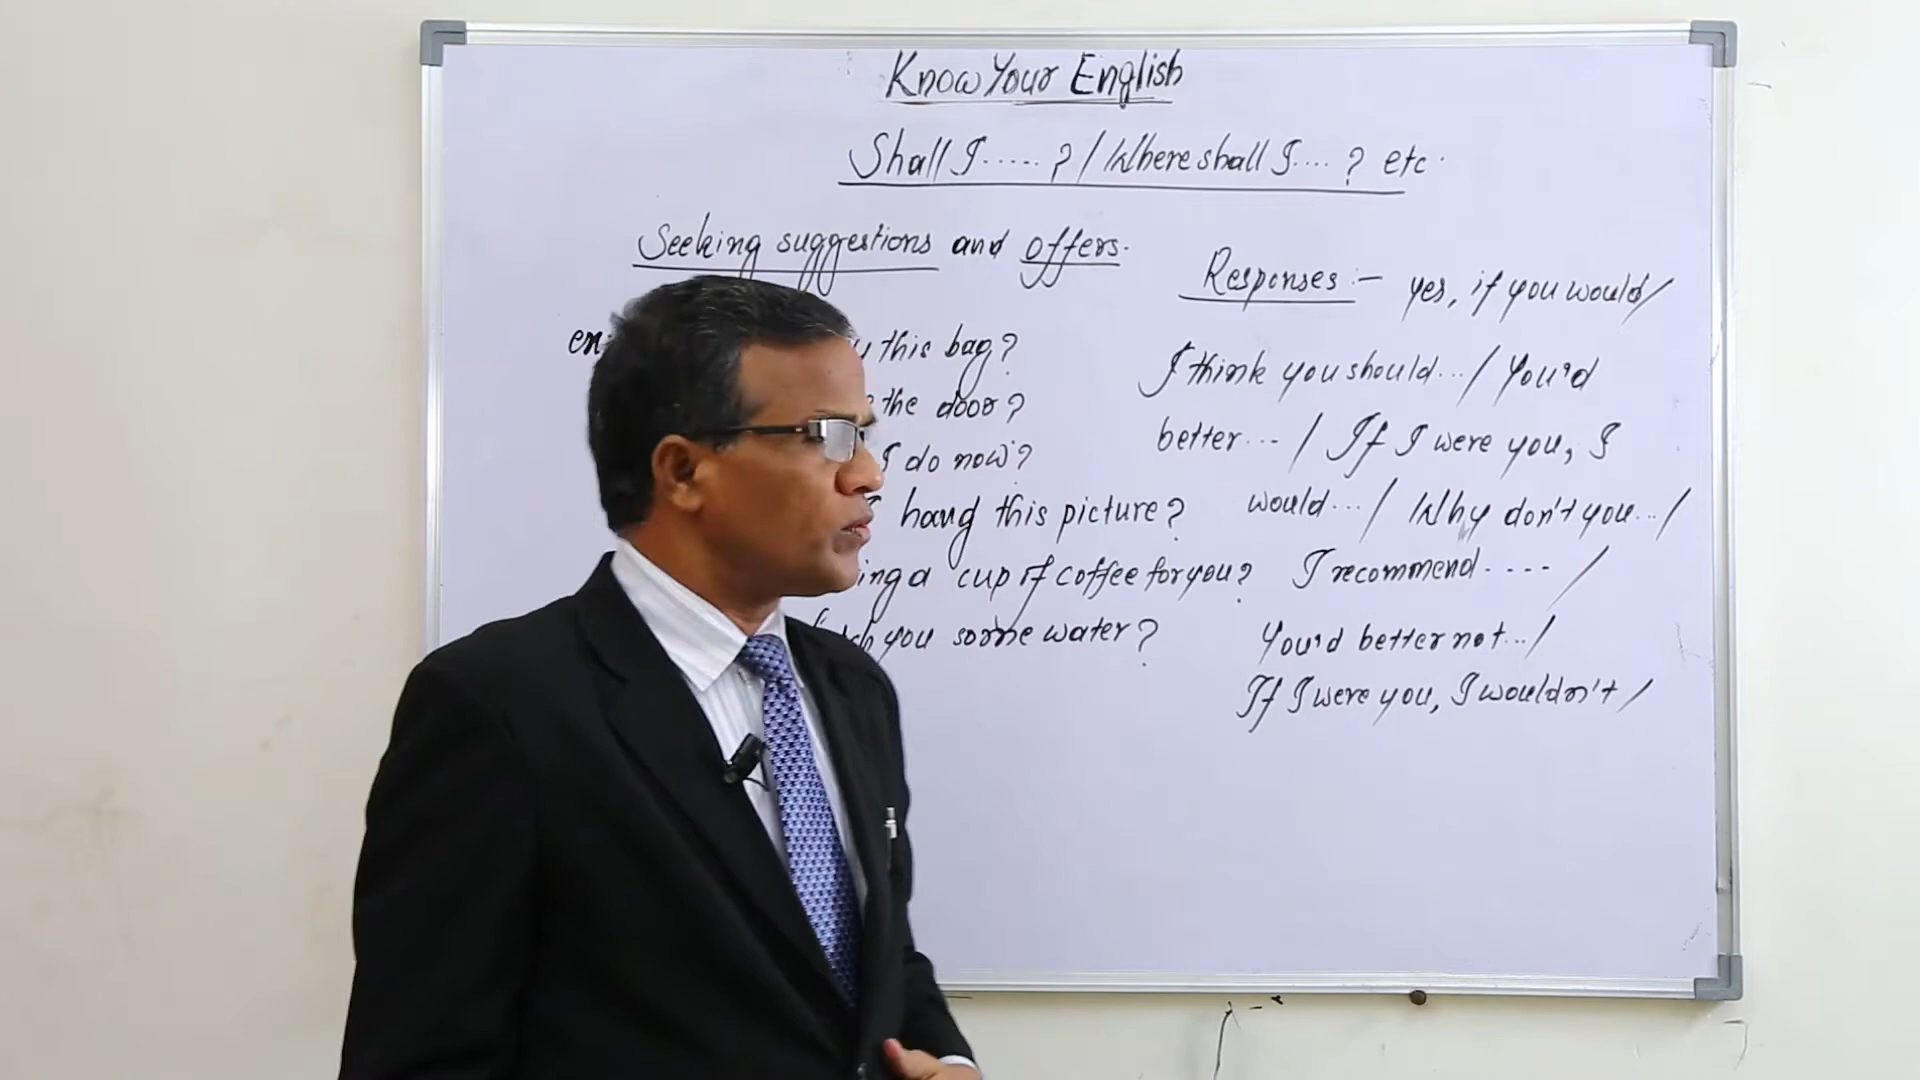 Know Your English
Shall I...... ? / Where shall I.... ? etc.
Seeking suggestions and offers.
ex:
this bag?
the door?
I do now?
hang this picture?
a cup of coffee for you?
you some water?
Responses :- yes, if you would /
I think you should... / You'd
better... / If I were you, I
would... / Why don't you... /
I recommend.... /
You'd better not... /
If I were you, I wouldn't /